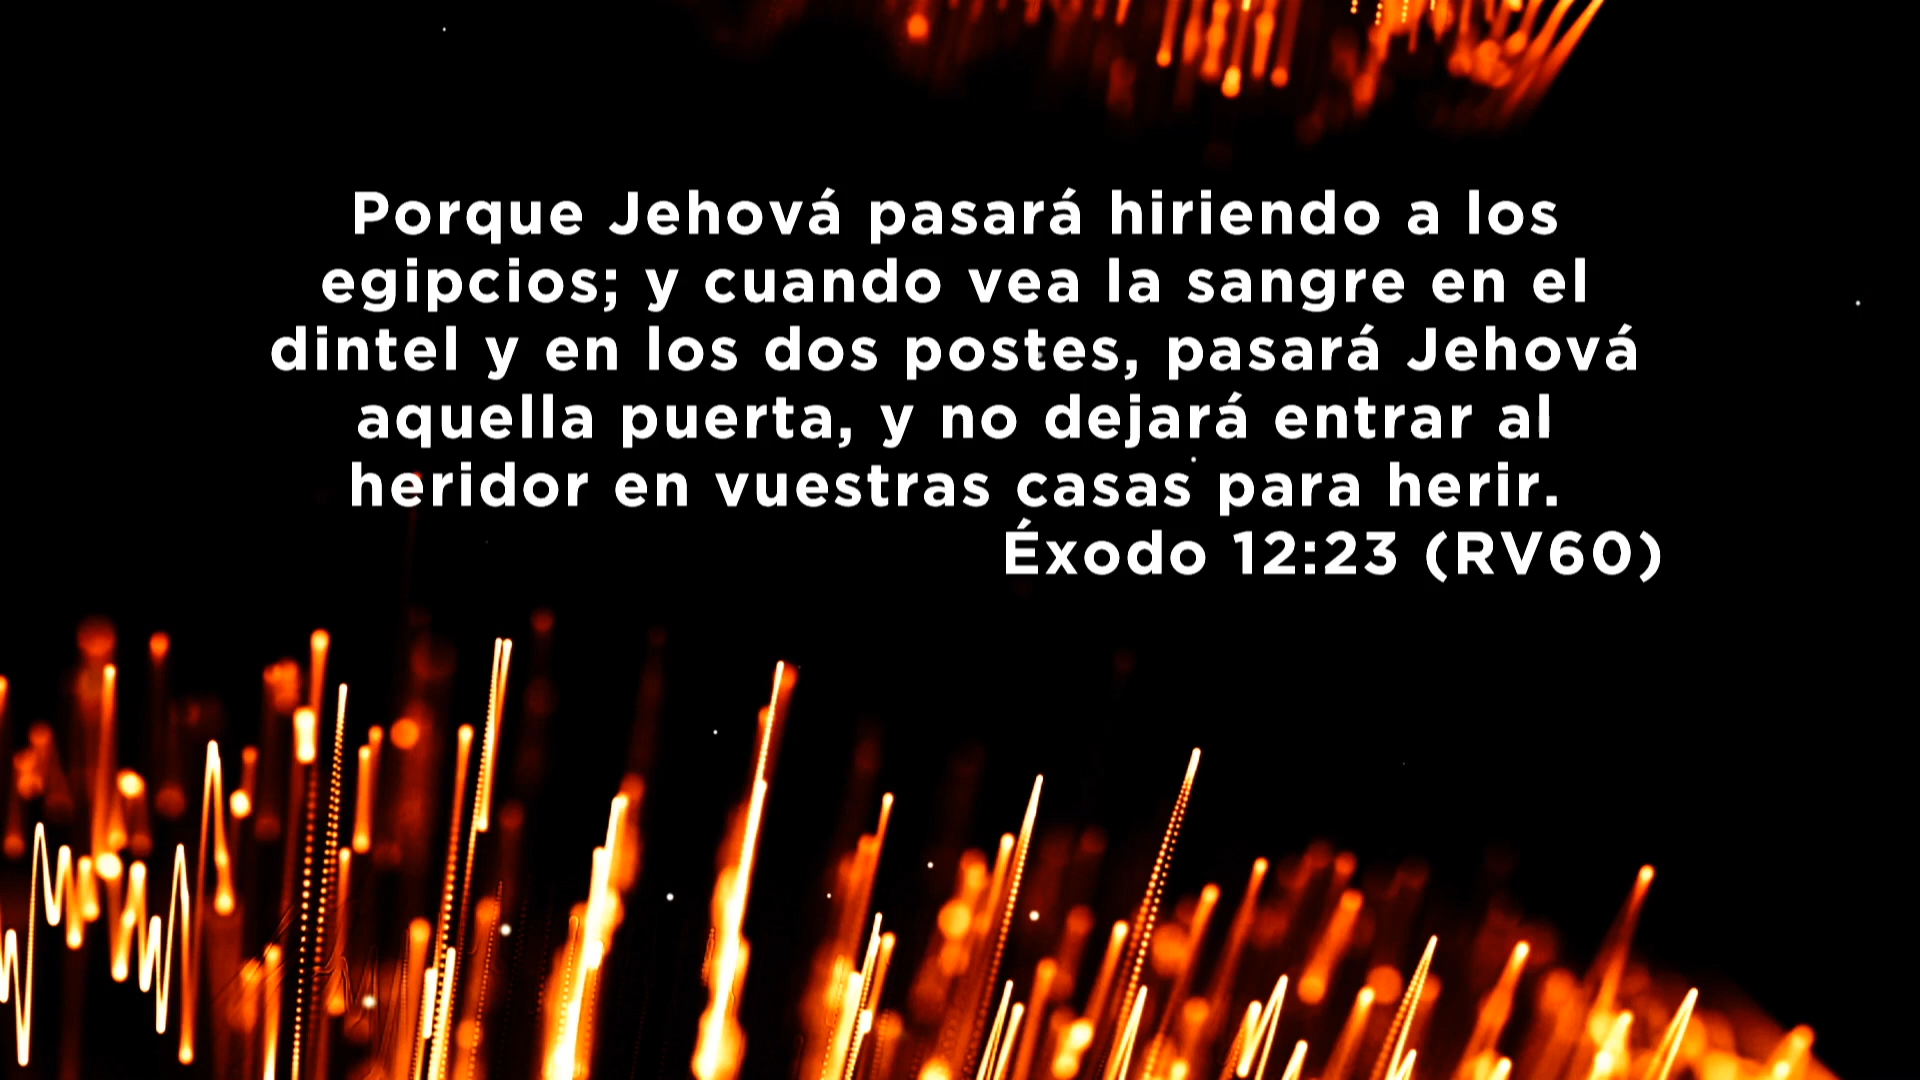 Porque Jehová pasará hiriendo a los
egipcios; y cuando vea la sangre en el
dintel y en los dos postes, pasará Jehová
aquella puerta, y no dejará entrar al
heridor en vuestras casas para herir.
Éxodo 12:23 (RV60)